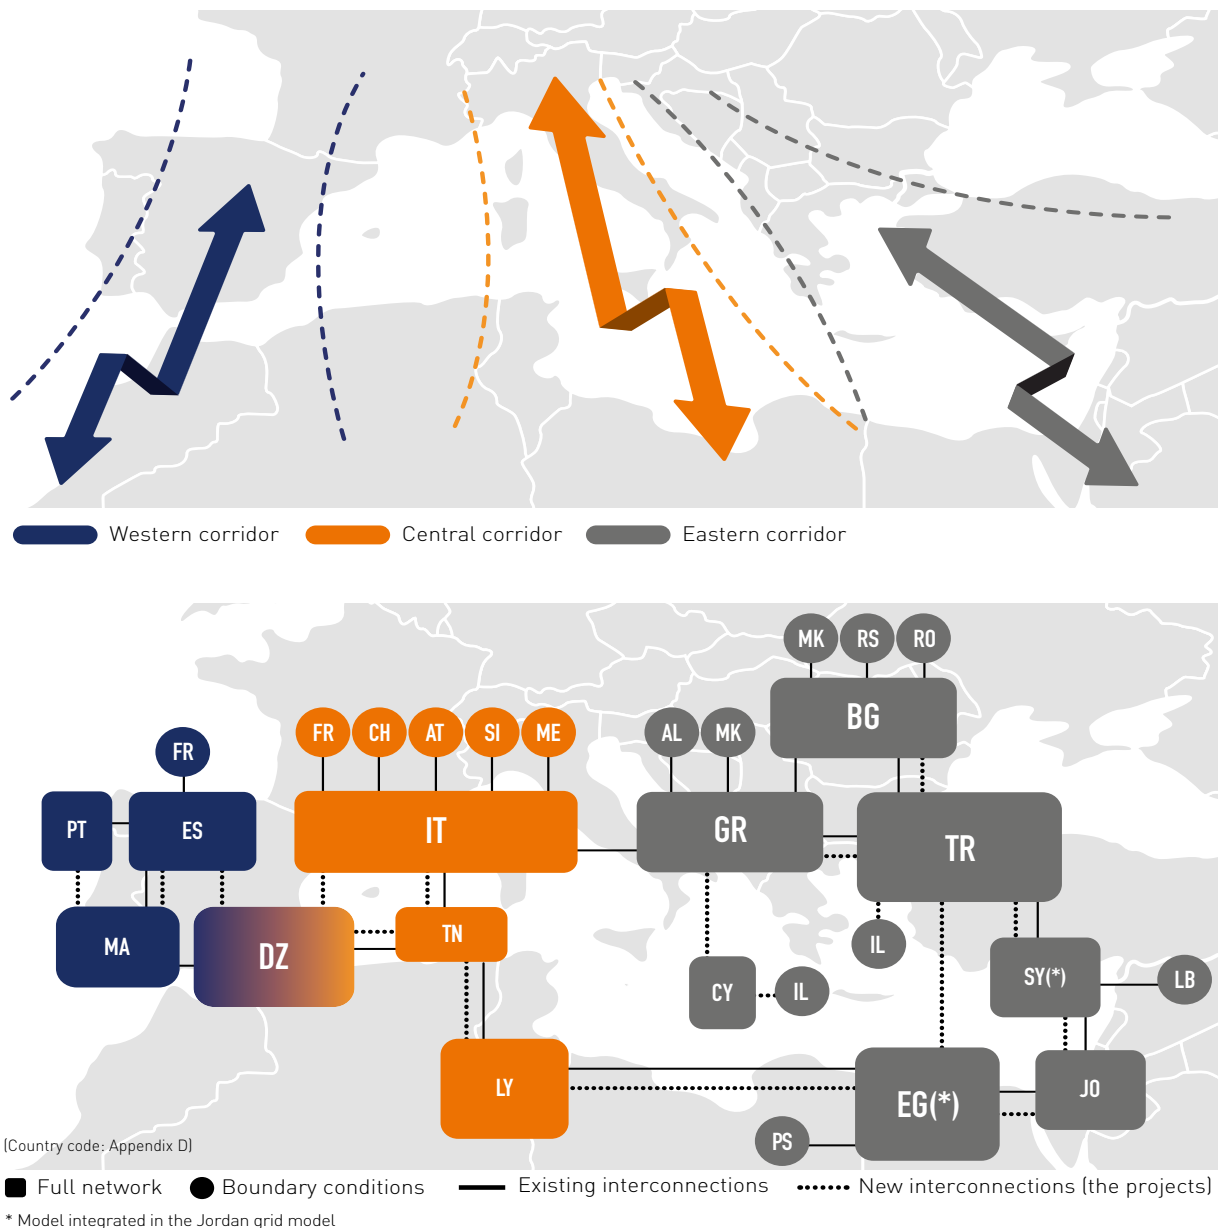 Western corridor Central corridor Eastern corridor
MK RS RO
BG
FR CH AT SI ME AL MK
FR
PT ES IT GR TR
MA DZ TN IL SY(*) LB
CY IL
LY EG(*) JO
PS
(Country code: Appendix D)
Full network Boundary conditions Existing interconnections New interconnections (the projects)
* Model integrated in the Jordan grid model